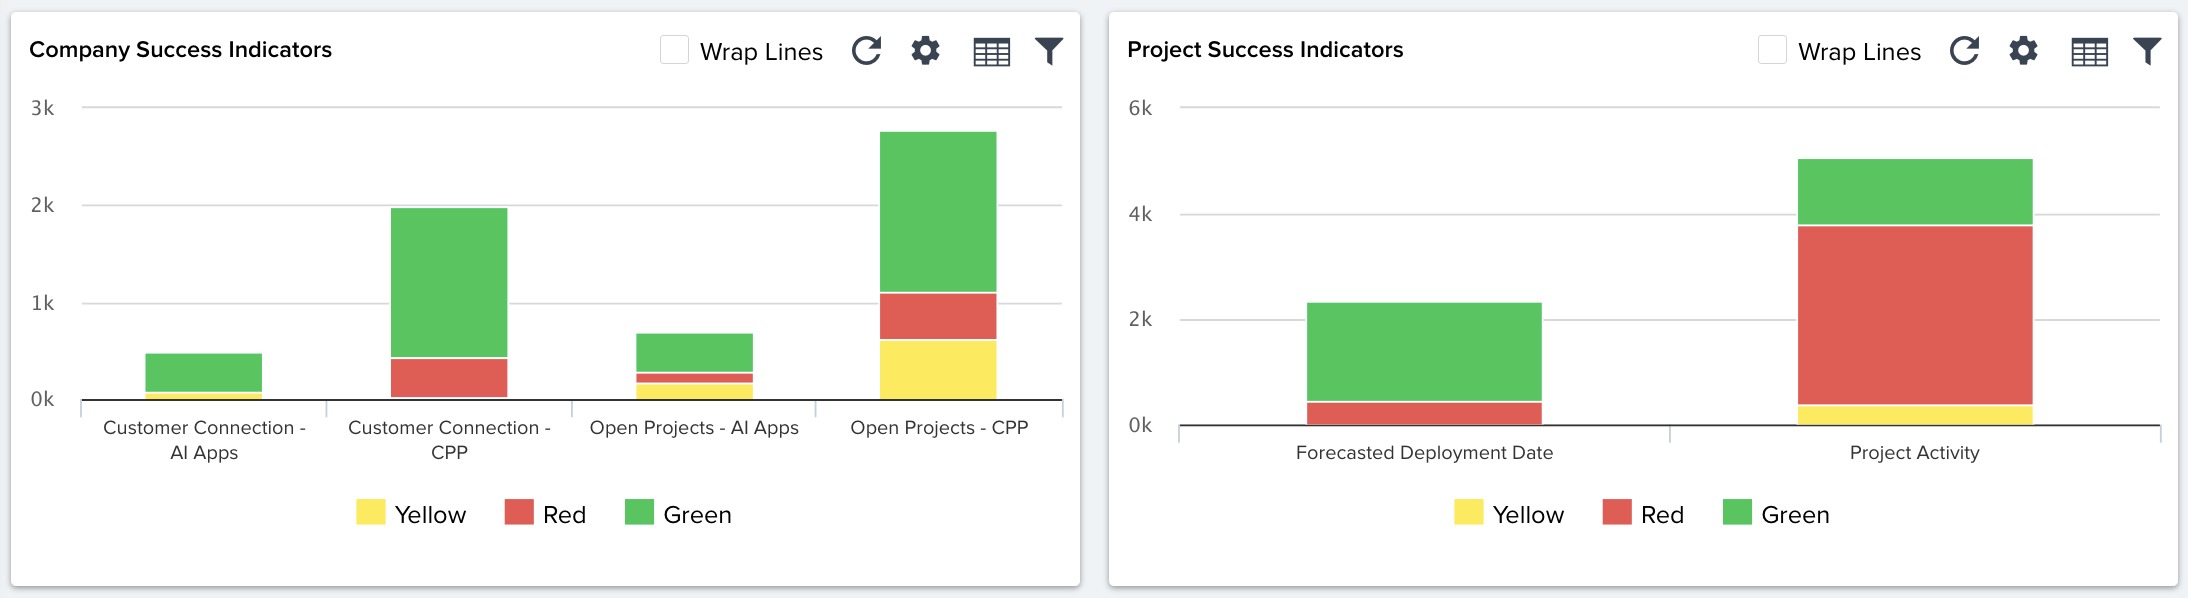 Company Success Indicators
Wrap Lines
3k
2k
1k
0k
Customer Connection -
AI Apps
Customer Connection -
CPP
Open Projects - AI Apps
Open Projects - CPP
Yellow
Red
Green
Project Success Indicators
Wrap Lines
6k
4k
2k
0k
Forecasted Deployment Date
Project Activity
Yellow
Red
Green